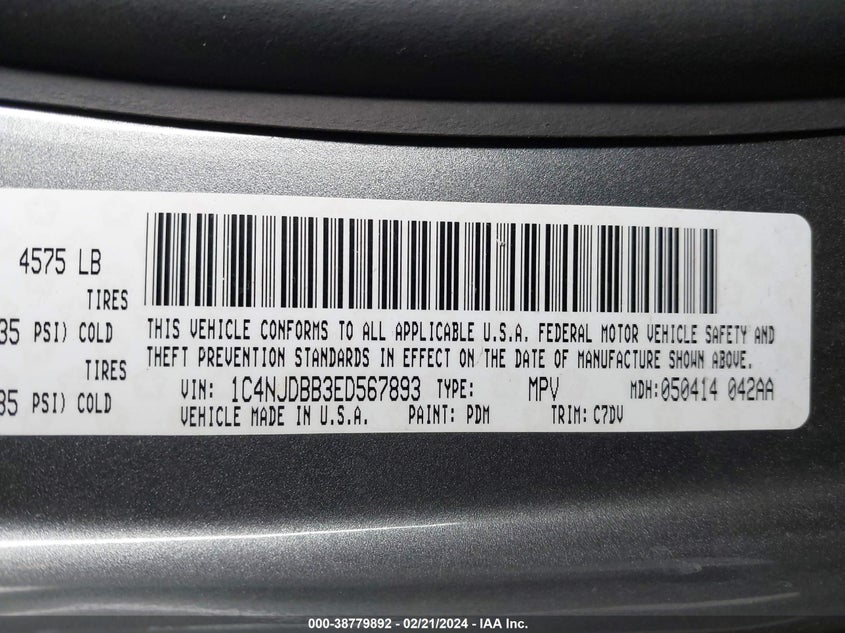 4575 LB
TIRES
35 PSI) COLD
TIRES
35 PSI) COLD
THIS VEHICLE CONFORMS TO ALL APPLICABLE U.S.A. FEDERAL MOTOR VEHICLE SAFETY AND
THEFT PREVENTION STANDARDS IN EFFECT ON THE DATE OF MANUFACTURE SHOWN ABOVE.
VIN: 1C4NJDBB3ED567893 TYPE: MPV MDH:050414 042AA
VEHICLE MADE IN U.S.A. PAINT: PDM TRIM: C7DV
000-38779892 - 02/21/2024 - IAA Inc.